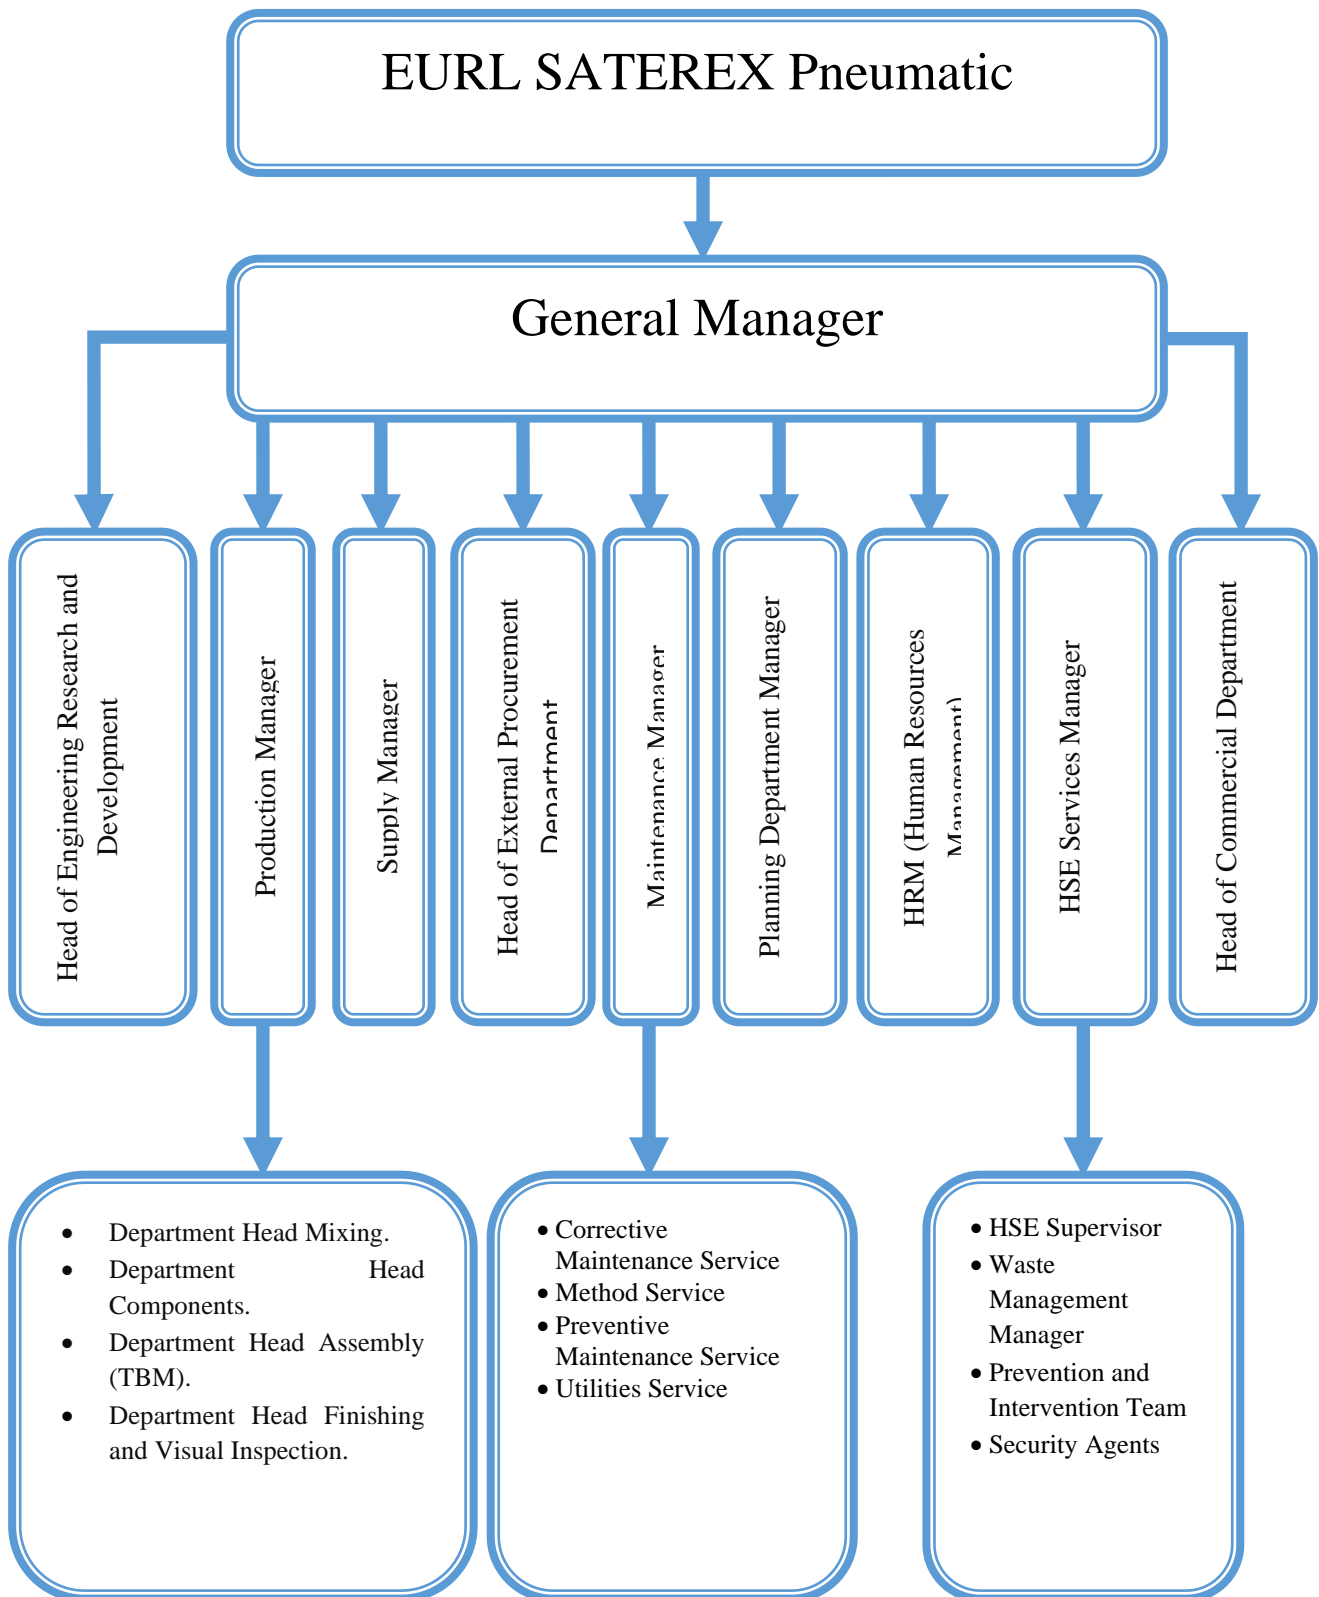 EURL SATEREX Pneumatic
General Manager
Head of Engineering Research and
Development
Production Manager
Supply Manager
Head of External Procurement
Department
Maintenance Manager
Planning Department Manager
HRM (Human Resources
Management)
HSE Services Manager
Head of Commercial Department
• Department Head Mixing.
• Department Head
Components.
• Department Head Assembly
(TBM).
• Department Head Finishing
and Visual Inspection.
• Corrective
Maintenance Service
• Method Service
• Preventive
Maintenance Service
• Utilities Service
• HSE Supervisor
• Waste
Management
Manager
• Prevention and
Intervention Team
• Security Agents